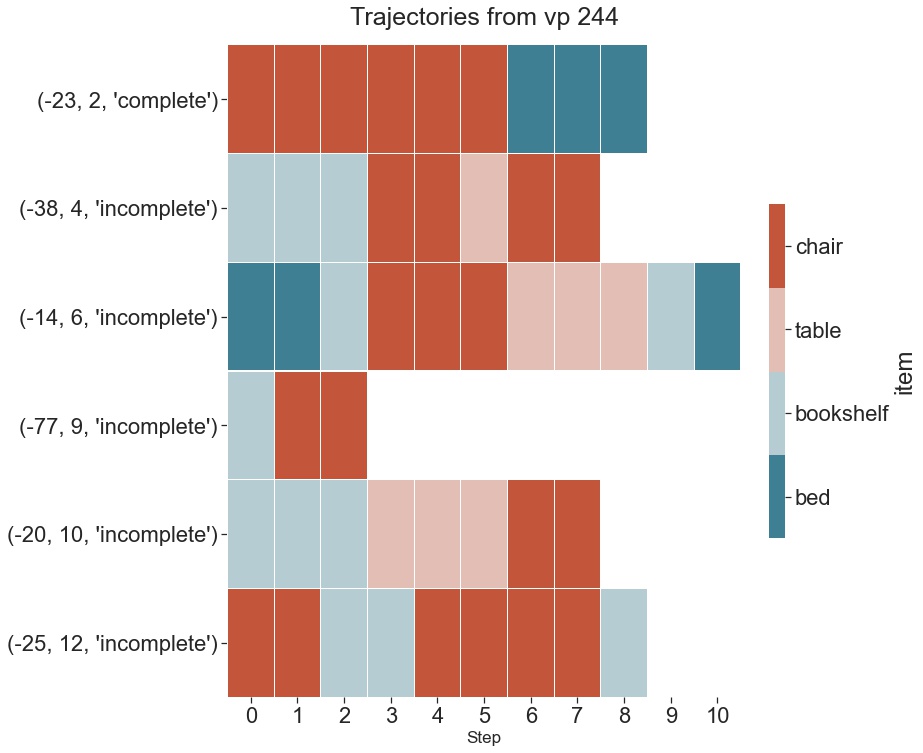 Trajectories from vp 244
(-23, 2, 'complete')
(-38, 4, 'incomplete')
(-14, 6, 'incomplete')
(-77, 9, 'incomplete')
(-20, 10, 'incomplete')
(-25, 12, 'incomplete')
0 1 2 3 4 5 6 7 8 9 10
Step
chair
table
bookshelf
bed
item